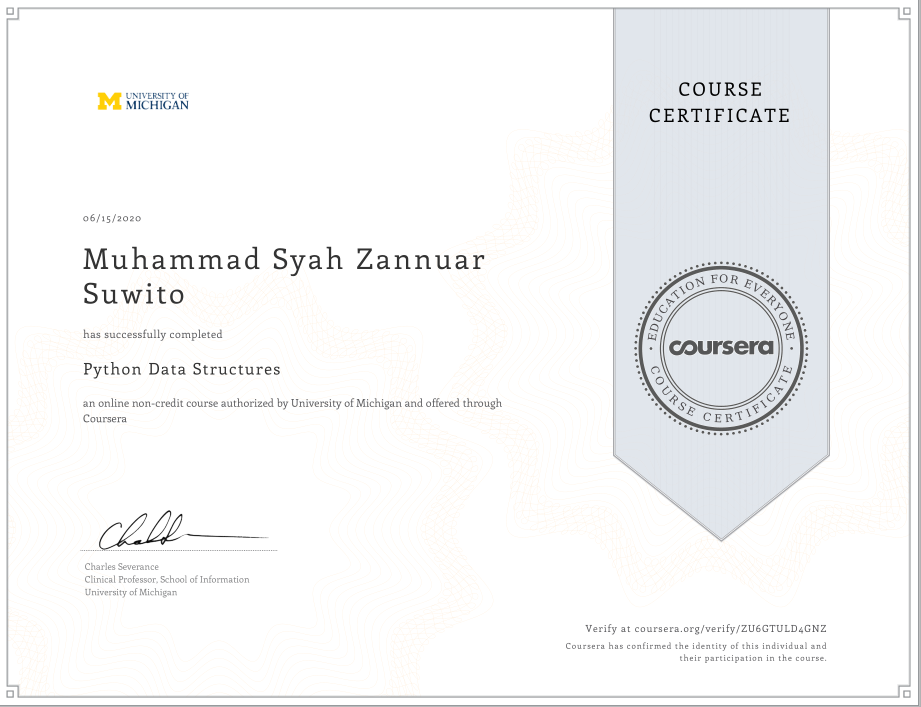 UNIVERSITY OF
MICHIGAN
COURSE
CERTIFICATE
06/15/2020
Muhammad Syah Zannuar
Suwito
has successfully completed
Python Data Structures
an online non-credit course authorized by University of Michigan and offered through
Coursera
EDUCATION FOR EVERYONE
coursera
COURSE CERTIFICATE
Charles Severance
Clinical Professor, School of Information
University of Michigan
Verify at coursera.org/verify/ZU6GTULD4GNZ
Coursera has confirmed the identity of this individual and
their participation in the course.